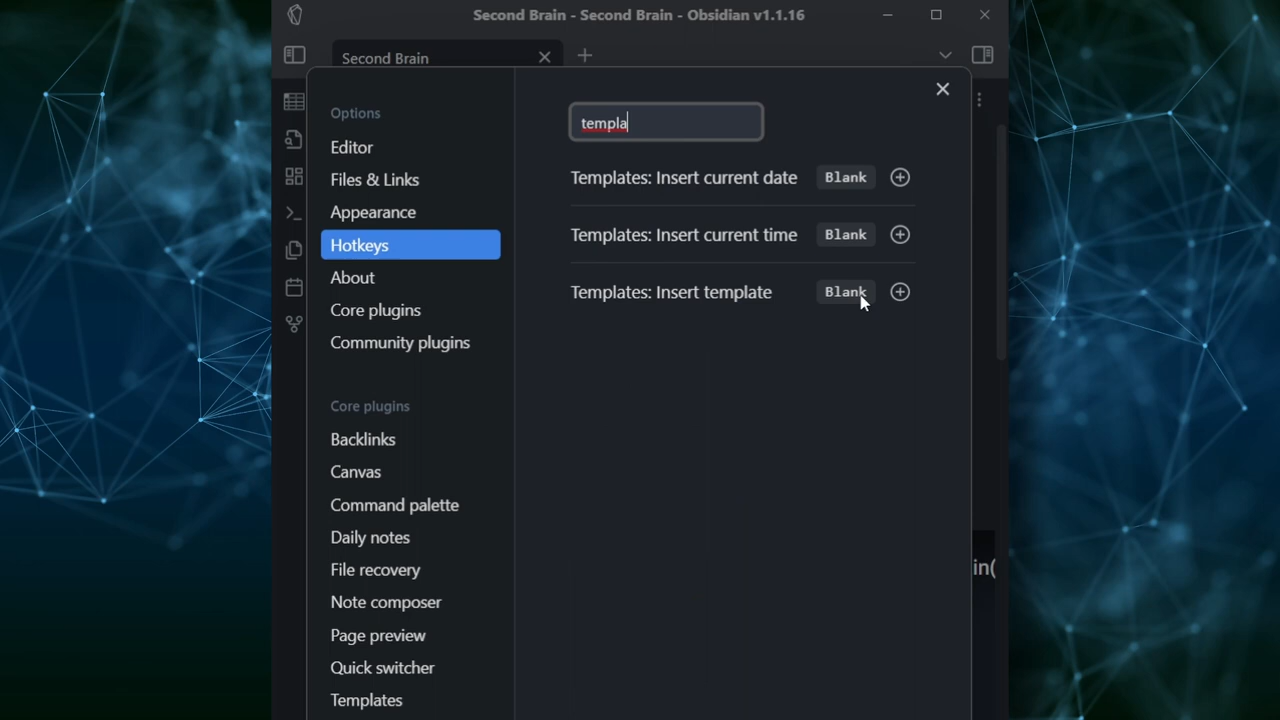 Second Brain - Second Brain - Obsidian v1.1.16
Second Brain
Options
Editor
Files & Links
Appearance
Hotkeys
About
Core plugins
Community plugins
Core plugins
Backlinks
Canvas
Command palette
Daily notes
File recovery
Note composer
Page preview
Quick switcher
Templates
templa
Templates: Insert current date Blank
Templates: Insert current time Blank
Templates: Insert template Blank
in(